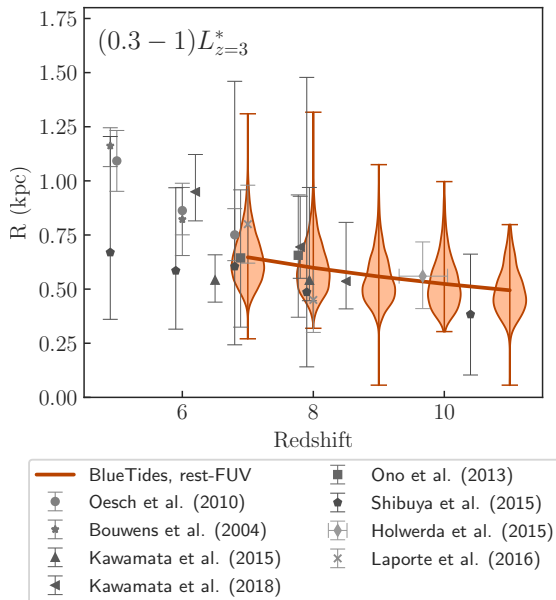 (0.3 − 1)L*z=3
1.75
1.50
1.25
1.00
0.75
0.50
0.25
0.00
R (kpc)
6
8
10
Redshift
BlueTides, rest-FUV
Oesch et al. (2010)
Bouwens et al. (2004)
Kawamata et al. (2015)
Kawamata et al. (2018)
Ono et al. (2013)
Shibuya et al. (2015)
Holwerda et al. (2015)
Laporte et al. (2016)